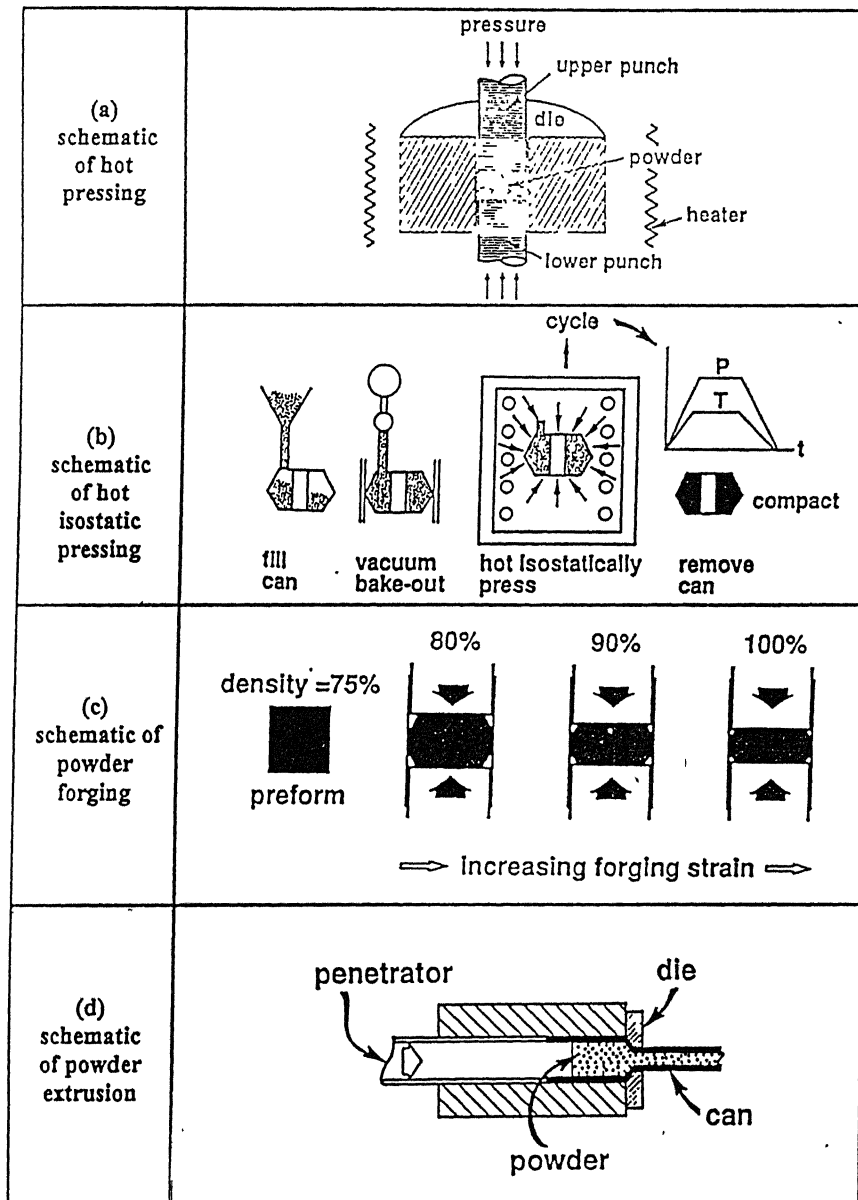 (a)
schematic
of hot
pressing
pressure
upper punch
die
powder
heater
lower punch
(b)
schematic
of hot
isostatic
pressing
cycle
P
T
t
compact
fill
can
vacuum
bake-out
hot isostatically
press
remove
can
(c)
schematic of
powder
forging
80%
90%
100%
density =75%
preform
increasing forging strain
(d)
schematic
of powder
extrusion
penetrator
die
can
powder